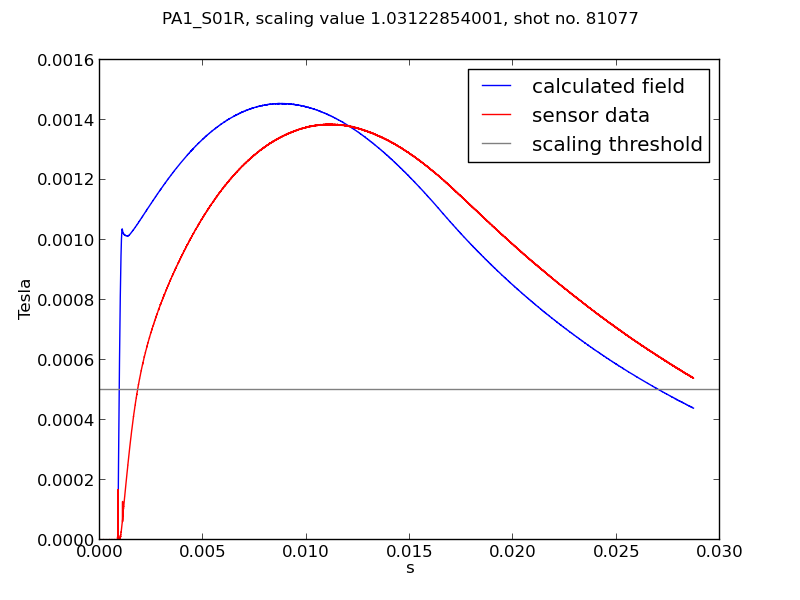 PA1_S01R, scaling value 1.03122854001, shot no. 81077
0.0016
0.0014
0.0012
0.0010
0.0008
0.0006
0.0004
0.0002
0.0000
Tesla
calculated field
sensor data
scaling threshold
0.000 0.005 0.010 0.015 0.020 0.025 0.030
s